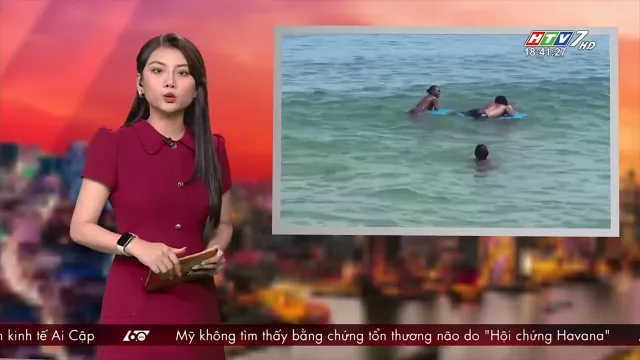 HTV7 HD
18:41:27
n kinh tế Ai Cập
60
Mỹ không tìm thấy bằng chứng tổn thương não do "Hội chứng Havana"